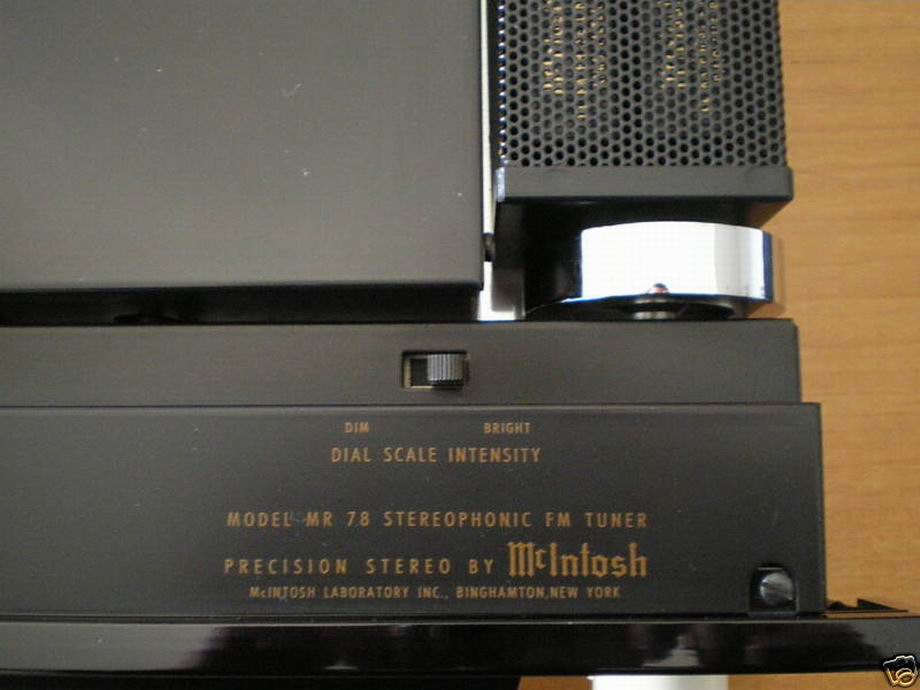 DIM BRIGHT
DIAL SCALE INTENSITY
MODEL MR 78 STEREOPHONIC FM TUNER
PRECISION STEREO BY McIntosh
McINTOSH LABORATORY INC., BINGHAMTON, NEW YORK